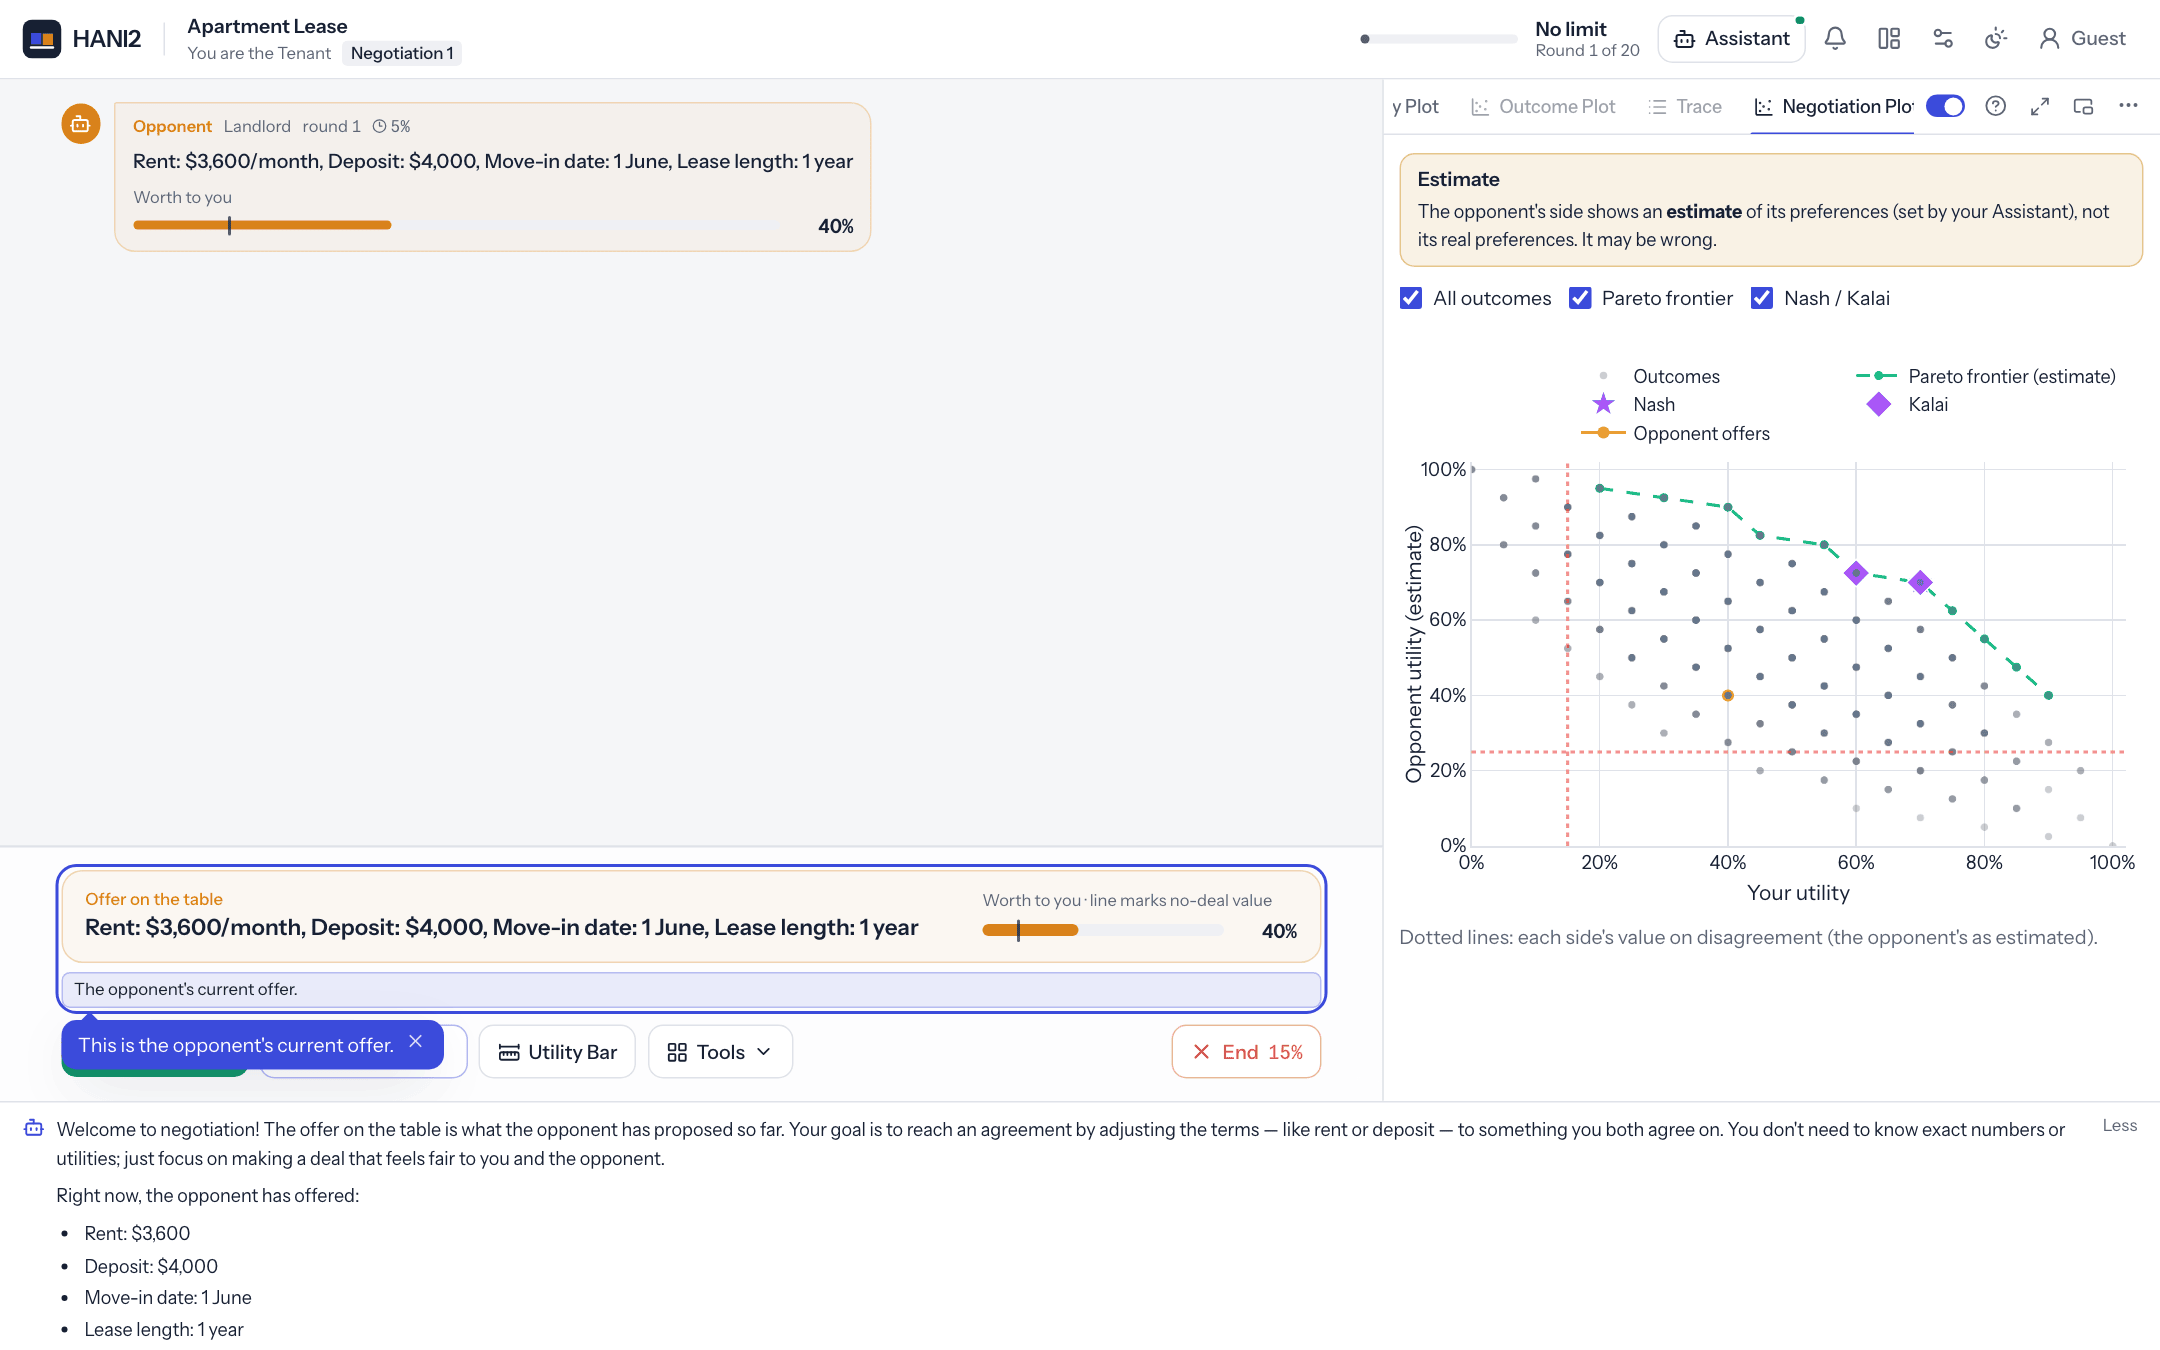 HANI2
Apartment Lease
You are the Tenant Negotiation 1
No limit
Round 1 of 20
Assistant
Guest
Opponent Landlord round 1 5%
Rent: $3,600/month, Deposit: $4,000, Move-in date: 1 June, Lease length: 1 year
Worth to you
40%
y Plot Outcome Plot Trace Negotiation Plot
Estimate
The opponent's side shows an estimate of its preferences (set by your Assistant), not
its real preferences. It may be wrong.
All outcomes Pareto frontier Nash / Kalai
Outcomes Pareto frontier (estimate)
Nash Kalai
Opponent offers
Opponent utility (estimate)
100%
80%
60%
40%
20%
0%
0% 20% 40% 60% 80% 100%
Your utility
Dotted lines: each side's value on disagreement (the opponent's as estimated).
Offer on the table
Rent: $3,600/month, Deposit: $4,000, Move-in date: 1 June, Lease length: 1 year
Worth to you · line marks no-deal value
40%
The opponent's current offer.
This is the opponent's current offer.
Utility Bar Tools End 15%
Welcome to negotiation! The offer on the table is what the opponent has proposed so far. Your goal is to reach an agreement by adjusting the terms — like rent or deposit — to something you both agree on. You don't need to know exact numbers or
utilities; just focus on making a deal that feels fair to you and the opponent.
Less
Right now, the opponent has offered:
• Rent: $3,600
• Deposit: $4,000
• Move-in date: 1 June
• Lease length: 1 year